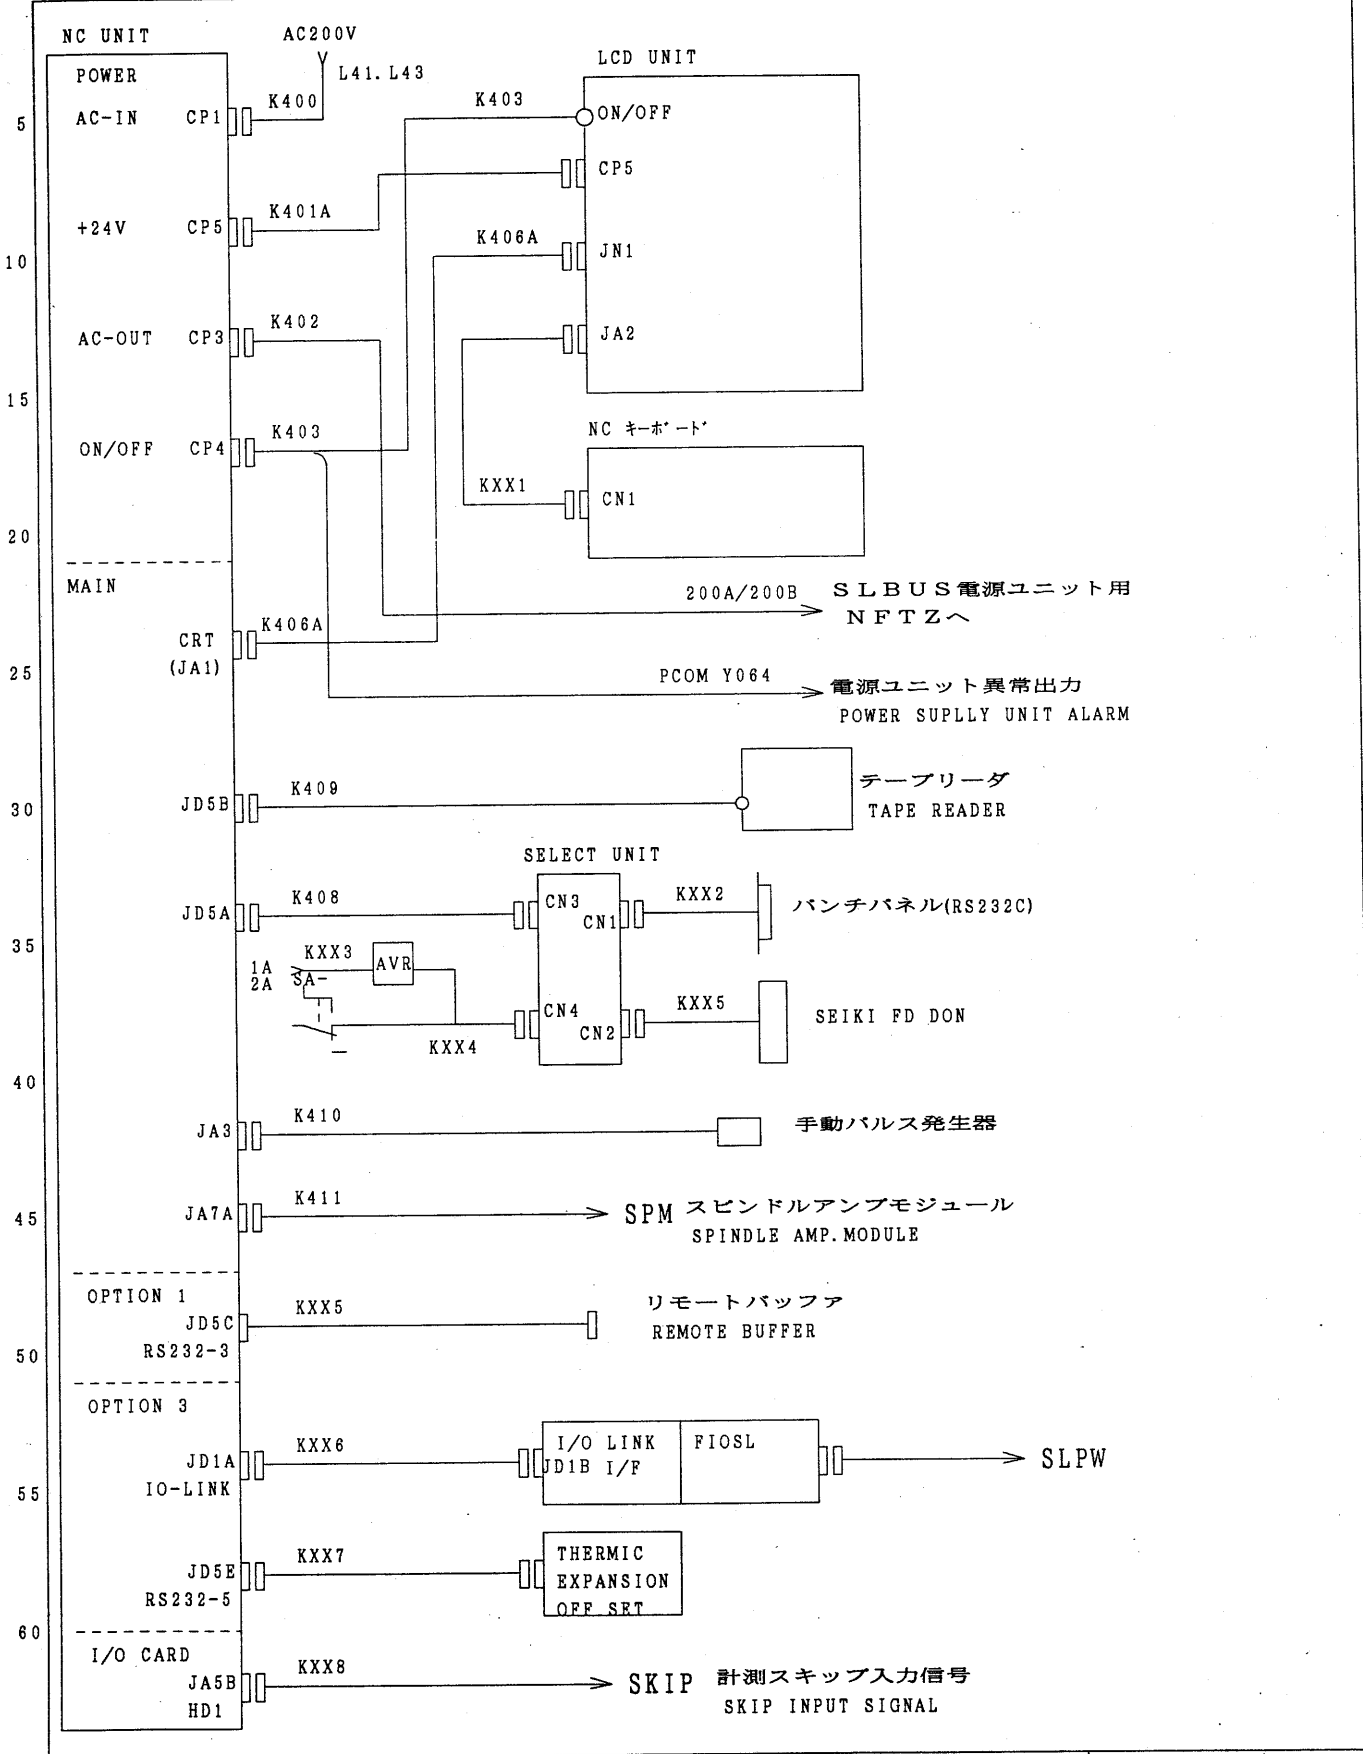 NC UNIT
AC200V
L41. L43
LCD UNIT
POWER
5
AC-IN
CP1
K400
K403
ON/OFF
CP5
+24V
CP5
K401A
10
K406A
JN1
AC-OUT
CP3
K402
JA2
15
ON/OFF
CP4
K403
NC キーボード
KXX1
CN1
20
MAIN
200A/200B
SLBUS電源ユニット用
NFTZへ
CRT
(JA1)
K406A
25
PCOM Y064
電源ユニット異常出力
POWER SUPLLY UNIT ALARM
30
JD5B
K409
テープリーダ
TAPE READER
SELECT UNIT
JD5A
K408
CN3
CN1
KXX2
パンチパネル(RS232C)
35
1A
2A
KXX3
SA-
AVR
CN4
CN2
KXX5
SEIKI FD DON
KXX4
40
JA3
K410
手動パルス発生器
45
JA7A
K411
SPM スピンドルアンプモジュール
SPINDLE AMP.MODULE
OPTION 1
JD5C
RS232-3
KXX5
リモートバッファ
REMOTE BUFFER
50
OPTION 3
JD1A
IO-LINK
KXX6
I/O LINK
JD1B I/F
FIOSL
SLPW
55
JD5E
RS232-5
KXX7
THERMIC
EXPANSION
OFF SET
60
I/O CARD
JA5B
HD1
KXX8
SKIP 計測スキップ入力信号
SKIP INPUT SIGNAL